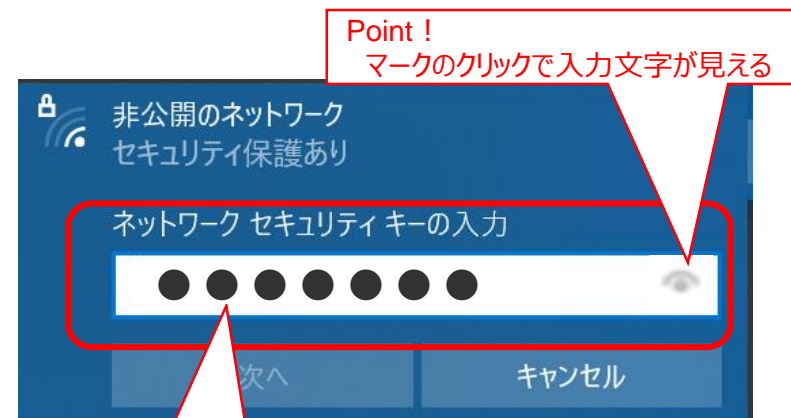 Point！
マークのクリックで入力文字が見える
非公開のネットワーク
セキュリティ保護あり
ネットワーク セキュリティ キーの入力
●●●●●●●
次へ
キャンセル